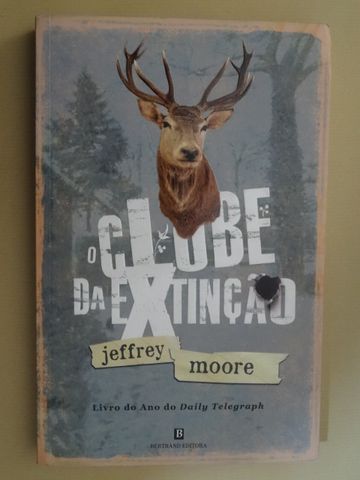 O CLUBE
DA EXTINÇÃO
jeffrey
moore
Livro do Ano do Daily Telegraph
B
BERTRAND EDITORA